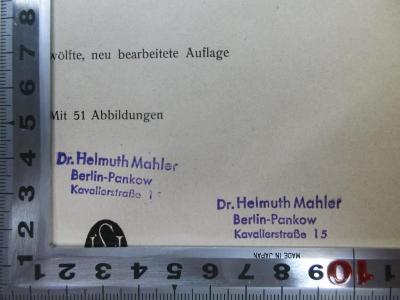 wölfte, neu bearbeitete Auflage
Mit 51 Abbildungen
Dr. Helmuth Mahler
Berlin-Pankow
Kavalierstraße
Dr. Helmuth Mahler
Berlin-Pankow
Kavalierstraße 15
MADE IN JAPAN
8
7
6
5
4
3
2
1
1 2 3 4 5 6 7 8 9 10 11